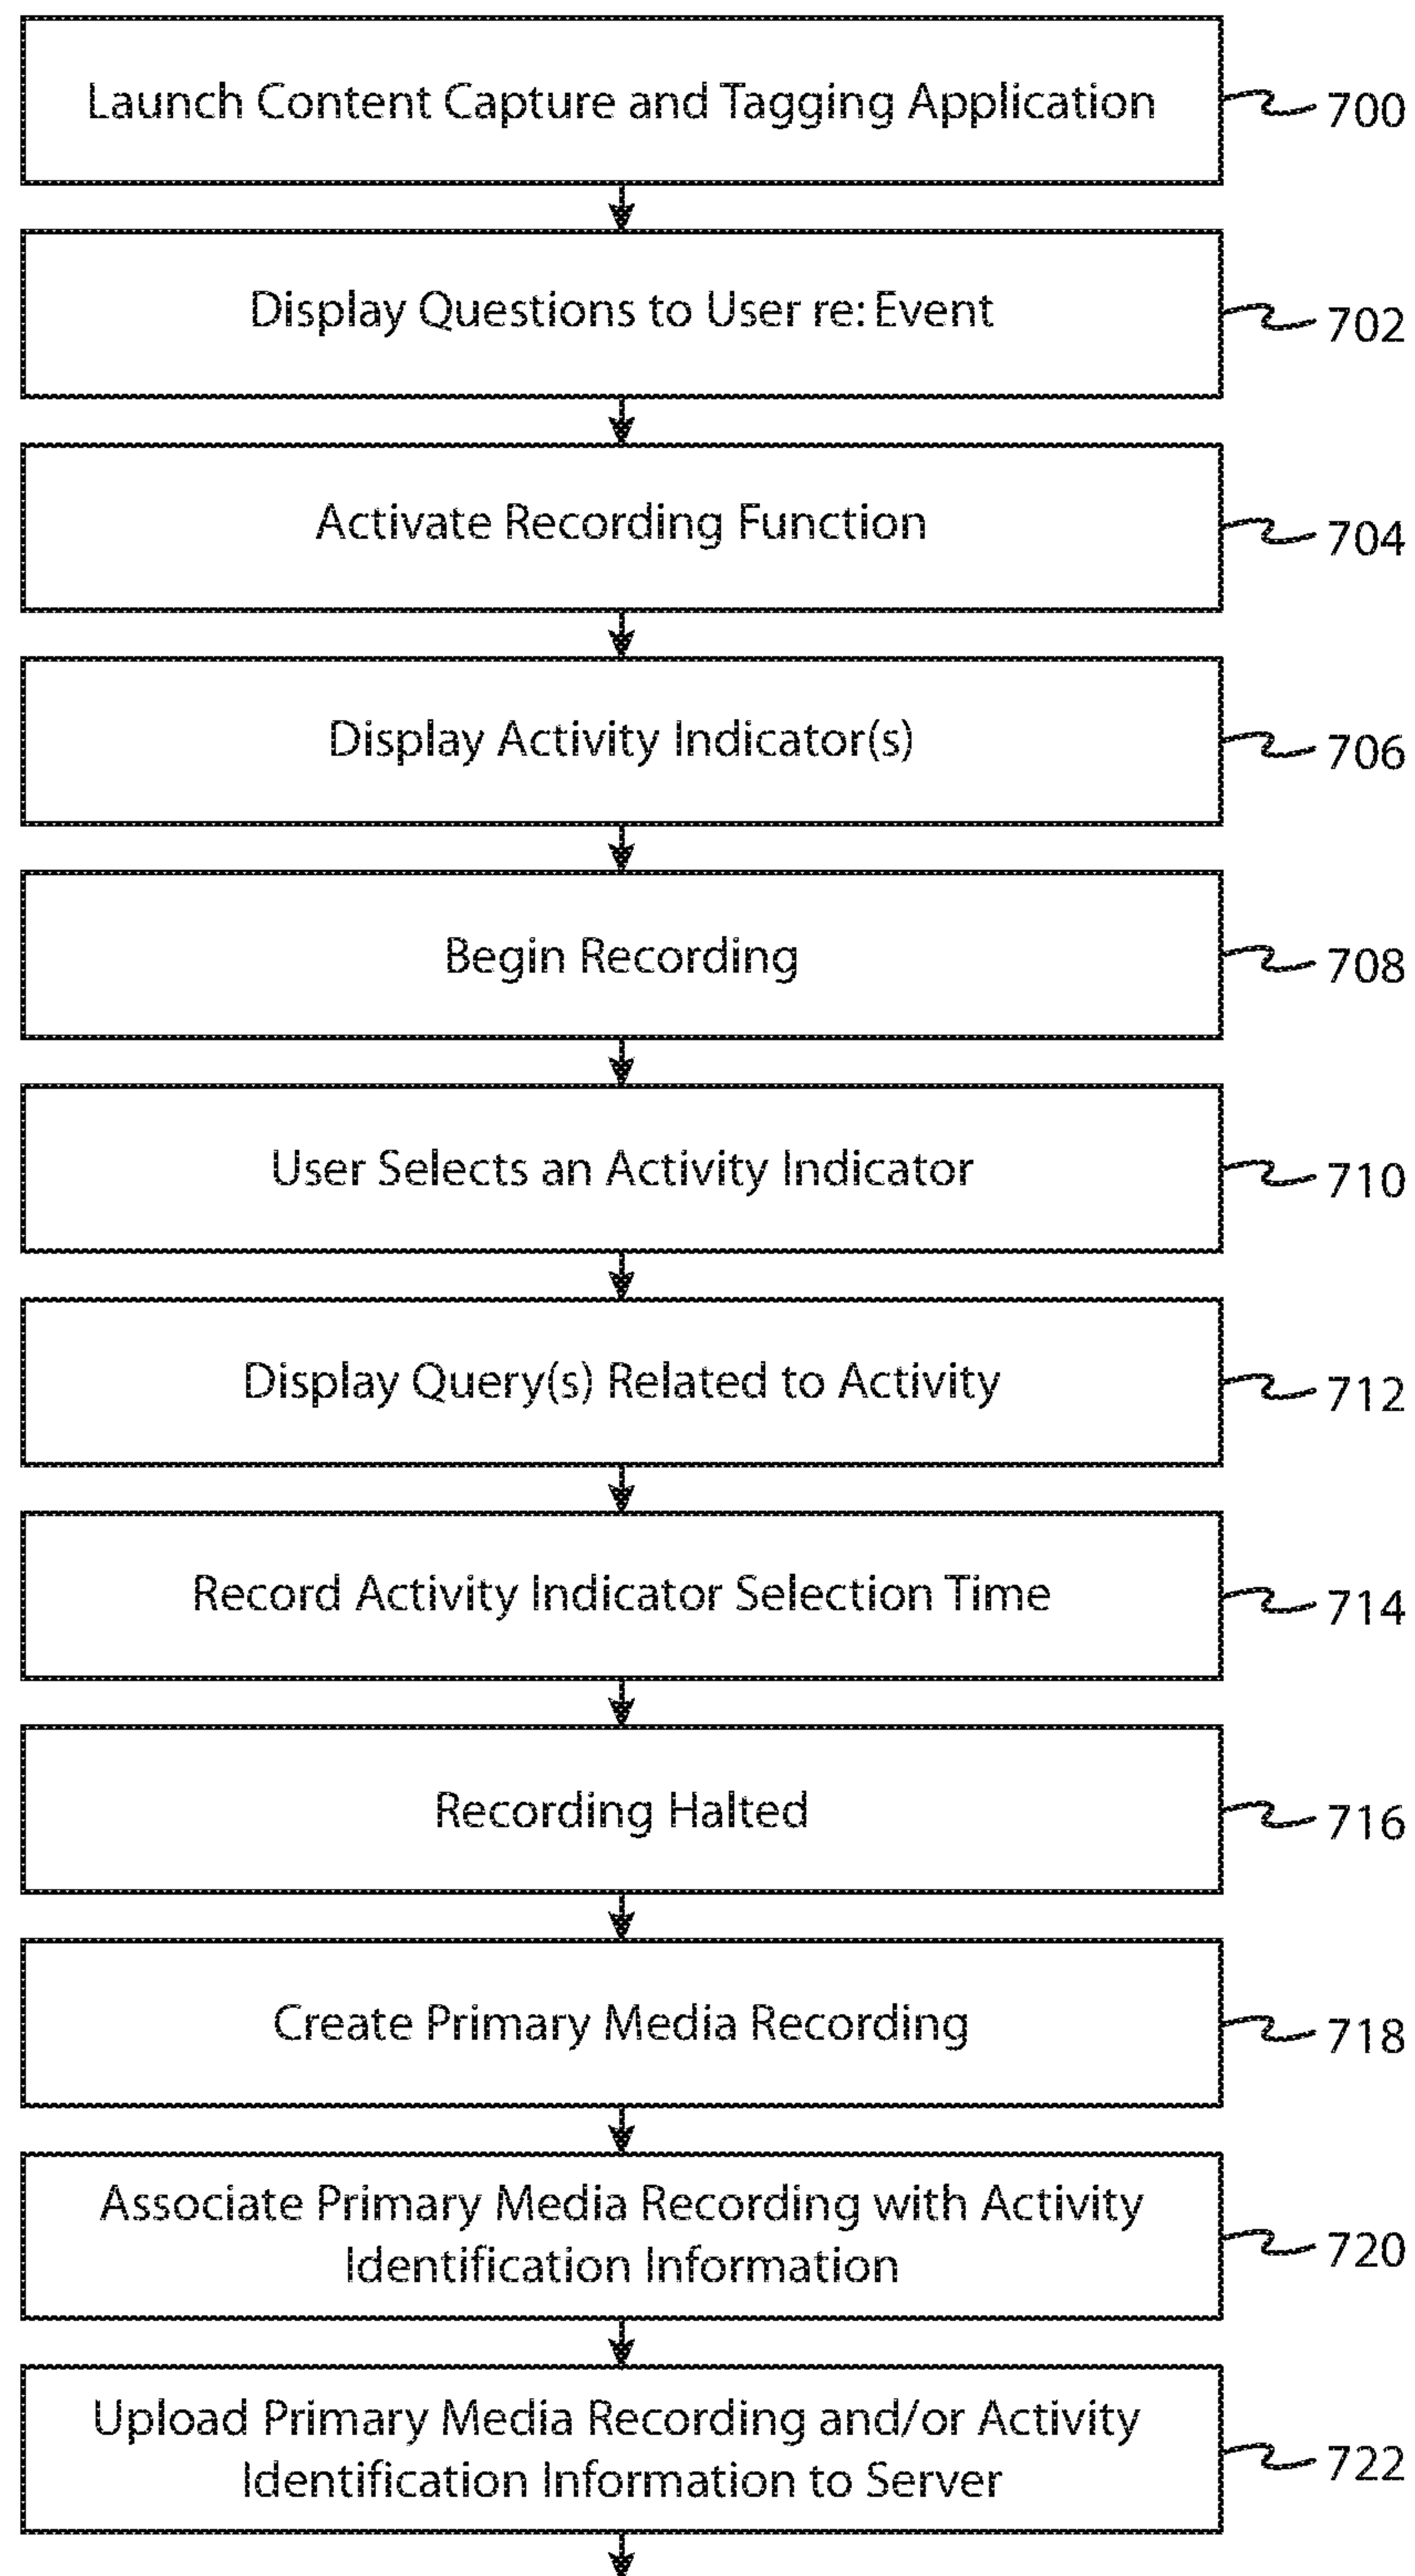 Launch Content Capture and Tagging Application
700
Display Questions to User re: Event
702
Activate Recording Function
704
Display Activity Indicator(s)
706
Begin Recording
708
User Selects an Activity Indicator
710
Display Query(s) Related to Activity
712
Record Activity Indicator Selection Time
714
Recording Halted
716
Create Primary Media Recording
718
Associate Primary Media Recording with Activity
Identification Information
720
Upload Primary Media Recording and/or Activity
Identification Information to Server
722